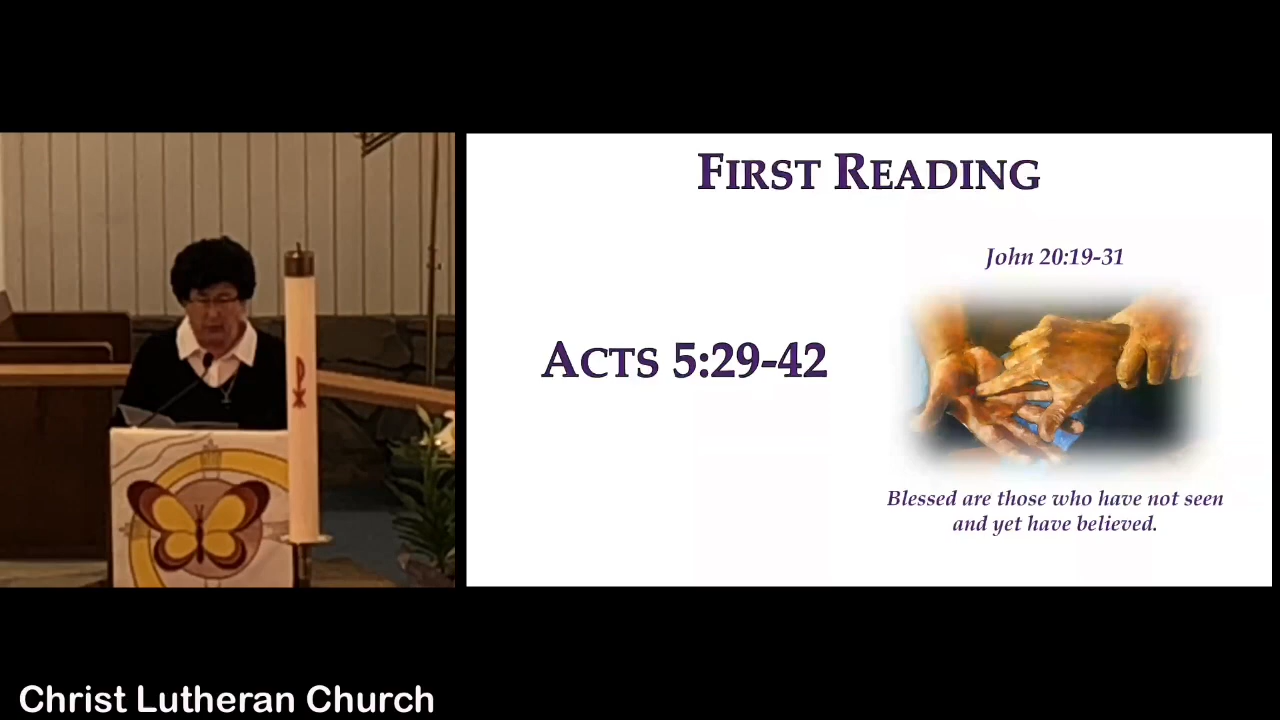 FIRST READING
John 20:19-31
ACTS 5:29-42
Blessed are those who have not seen
and yet have believed.
Christ Lutheran Church